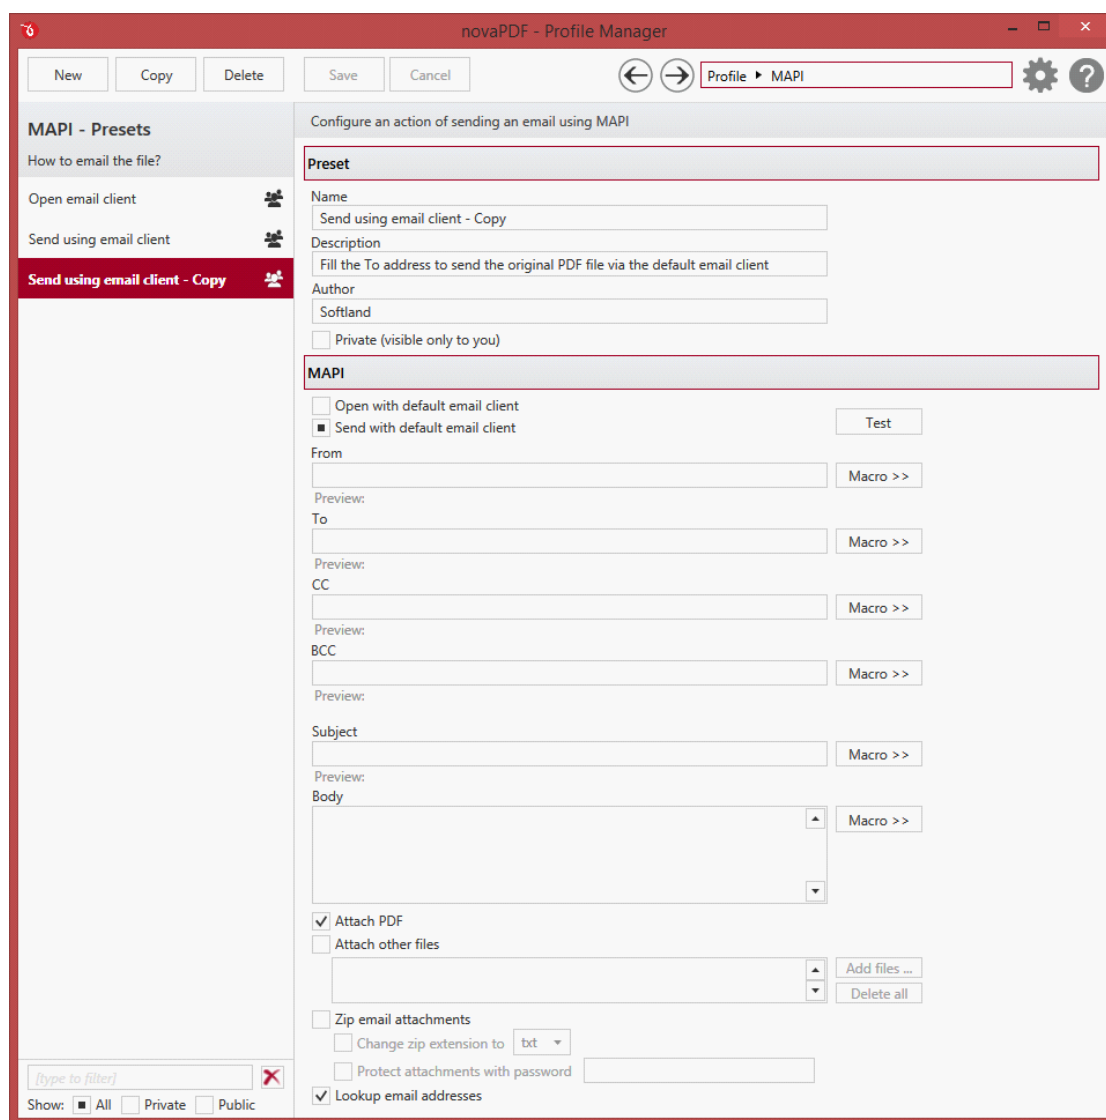 novaPDF - Profile Manager
New Copy Delete Save Cancel Profile MAPI
MAPI - Presets
How to email the file?
Open email client
Send using email client
Send using email client - Copy
[type to filter]
Show: All Private Public
Configure an action of sending an email using MAPI
Preset
Name
Send using email client - Copy
Description
Fill the To address to send the original PDF file via the default email client
Author
Softland
Private (visible only to you)
MAPI
Open with default email client
Send with default email client
Test
From
Macro >>
Preview:
To
Macro >>
Preview:
CC
Macro >>
Preview:
BCC
Macro >>
Preview:
Subject
Macro >>
Preview:
Body
Macro >>
Attach PDF
Attach other files
Add files ...
Delete all
Zip email attachments
Change zip extension to txt
Protect attachments with password
Lookup email addresses